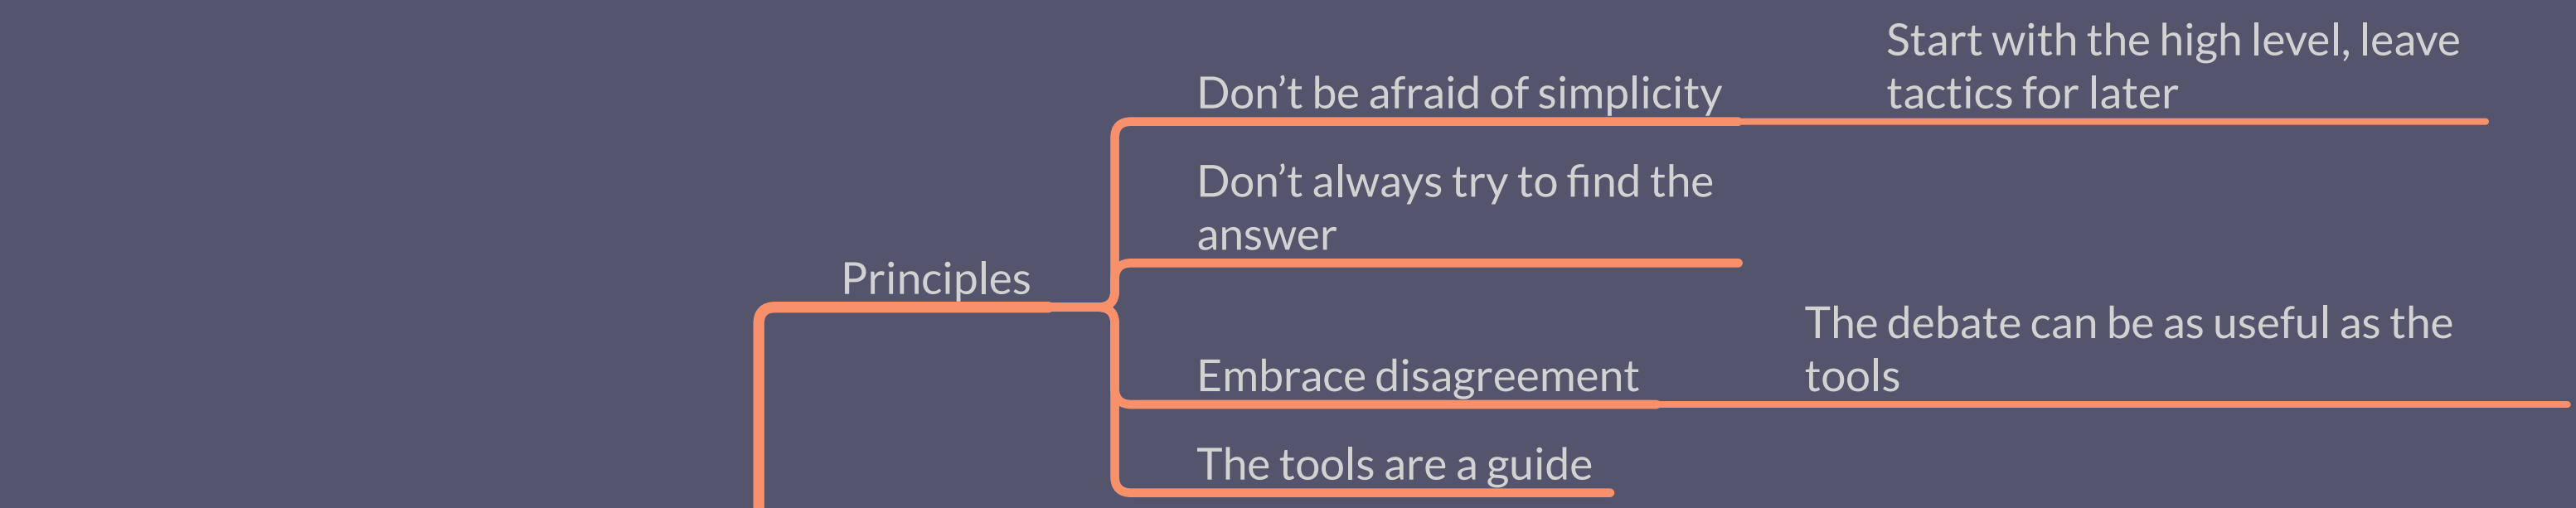 Start with the high level, leave
tactics for later
Don’t be afraid of simplicity
Don’t always try to find the
answer
Principles
The debate can be as useful as the
tools
Embrace disagreement
The tools are a guide